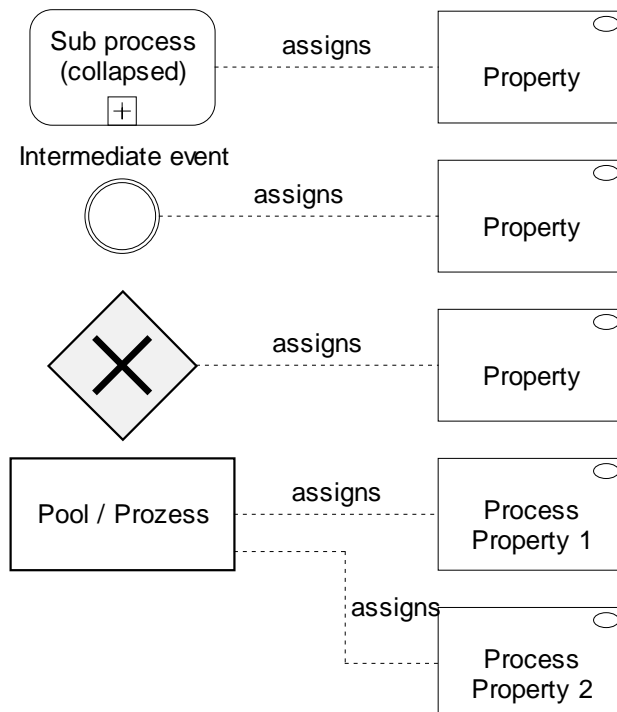 Sub process
(collapsed)
assigns
Property
Intermediate event
assigns
Property
assigns
Property
Pool / Prozess
assigns
Process
Property 1
assigns
Process
Property 2